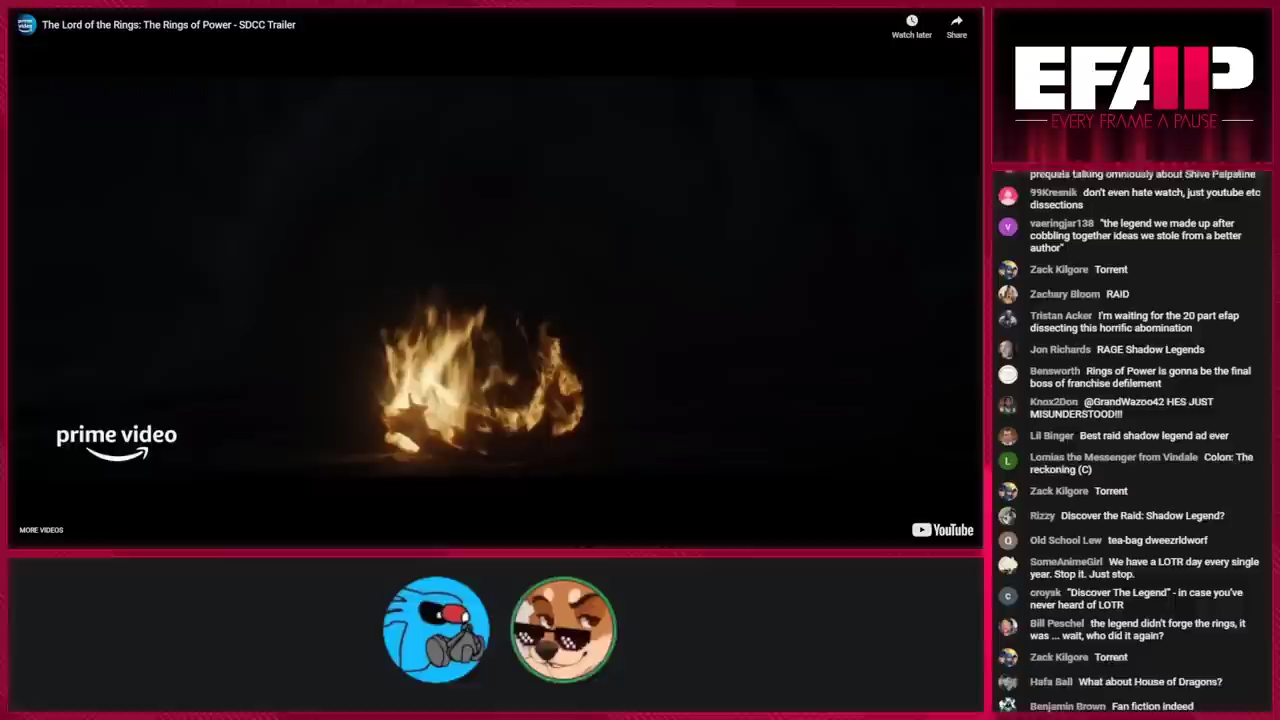 prime video
The Lord of the Rings: The Rings of Power - SDCC Trailer
Watch later
Share
prime video
MORE VIDEOS
YouTube
EFAP
EVERY FRAME A PAUSE
prequels talking omniously about Shive Palpatine
99Kresnik don't even hate watch, just youtube etc
dissections
V
vaeringjar138 "the legend we made up after
cobbling together ideas we stole from a better
author"
Zack Kilgore Torrent
Zachary Bloom RAID
Tristan Acker I'm waiting for the 20 part efap
dissecting this horrific abomination
Jon Richards RAGE Shadow Legends
Bensworth Rings of Power is gonna be the final
boss of franchise defilement
Knox2Don @GrandWazoo42 HES JUST
MISUNDERSTOOD!!!
Lil Binger Best raid shadow legend ad ever
L
Lomias the Messenger from Vindale Colon: The
reckoning (C)
Zack Kilgore Torrent
Rizzy Discover the Raid: Shadow Legend?
O
Old School Lew tea-bag dweezrldworf
SomeAnimeGirl We have a LOTR day every single
year. Stop it. Just stop.
C
croyak "Discover The Legend" - in case you've
never heard of LOTR
Bill Peschel the legend didn't forge the rings, it
was ... wait, who did it again?
Zack Kilgore Torrent
Hafa Ball What about House of Dragons?
Benjamin Brown Fan fiction indeed